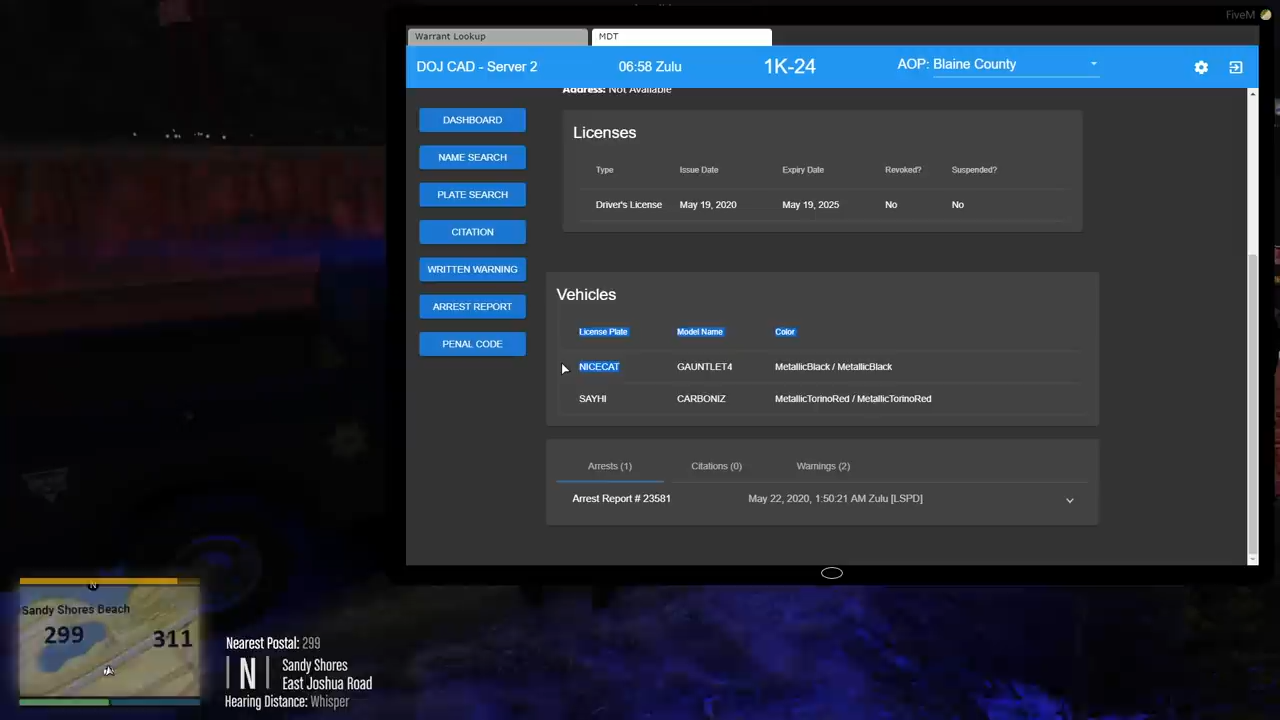 FiveM
Warrant Lookup
MDT
DOJ CAD - Server 2
06:58 Zulu
1K-24
AOP: Blaine County
Address: Not Available
DASHBOARD
NAME SEARCH
PLATE SEARCH
CITATION
WRITTEN WARNING
ARREST REPORT
PENAL CODE
Licenses
Type Issue Date Expiry Date Revoked? Suspended?
Driver's License May 19, 2020 May 19, 2025 No No
Vehicles
License Plate Model Name Color
NICECAT GAUNTLET4 MetallicBlack / MetallicBlack
SAYHI CARBONIZ MetallicTorinoRed / MetallicTorinoRed
Arrests (1) Citations (0) Warnings (2)
Arrest Report # 23581 May 22, 2020, 1:50:21 AM Zulu [LSPD]
N
Sandy Shores Beach
299
311
Nearest Postal: 299
| N |
Sandy Shores
East Joshua Road
Hearing Distance: Whisper